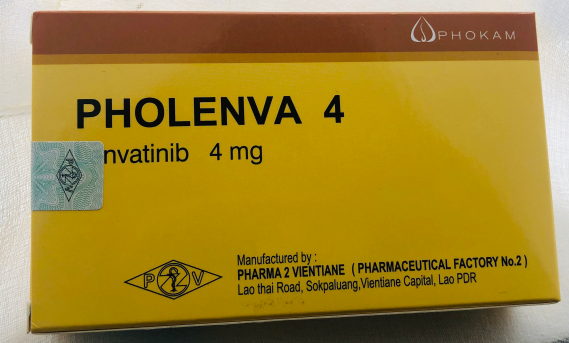 PHOKAM
PHOLENVA 4
nvatinib 4 mg
Manufactured by :
P V
PHARMA 2 VIENTIANE ( PHARMACEUTICAL FACTORY No.2 )
Lao thai Road, Sokpaluang,Vientiane Capital, Lao PDR